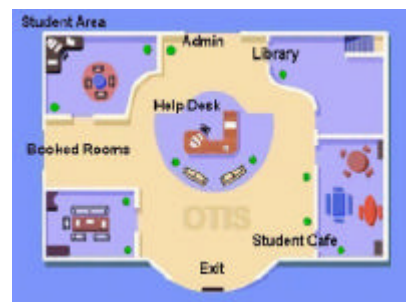 Student Area
Admin
Library
Help Desk
Booked Rooms
OTIS
Student Cafe
Exit